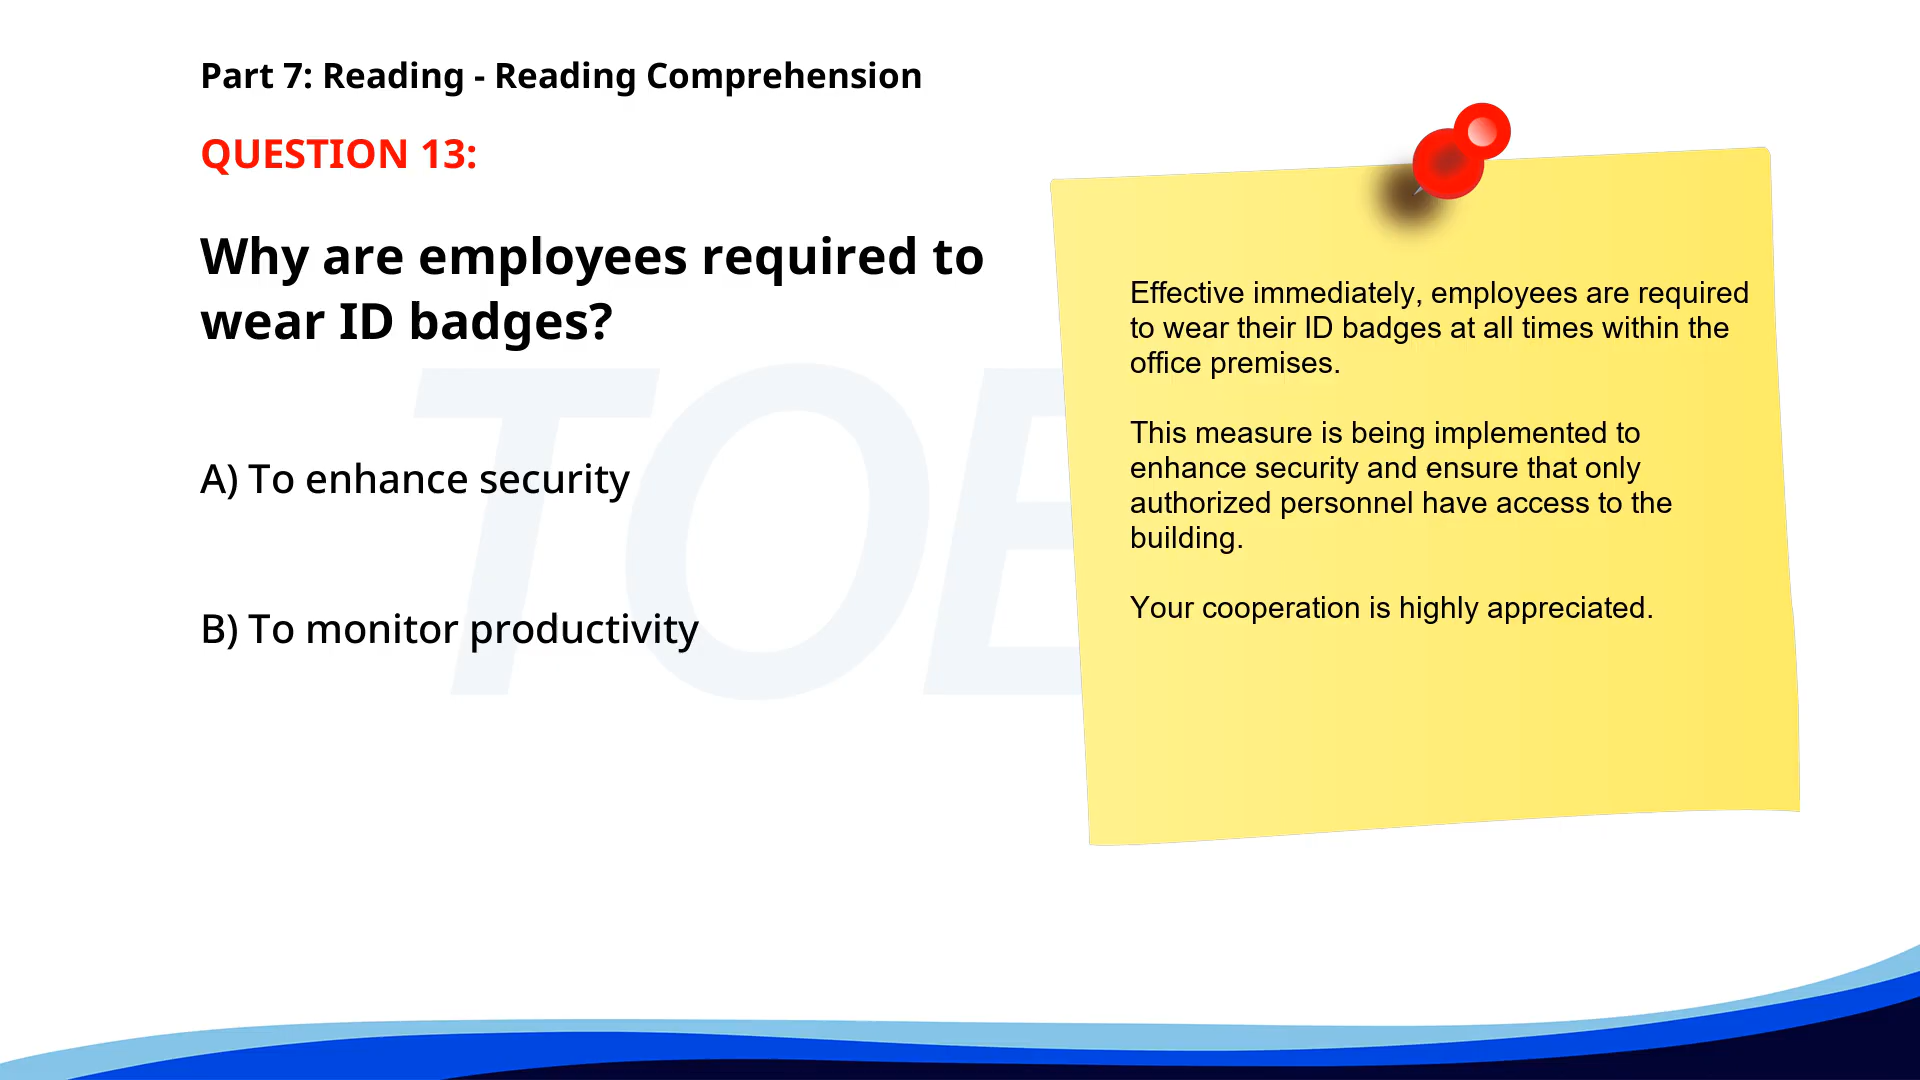 Part 7: Reading - Reading Comprehension
QUESTION 13:
Why are employees required to
wear ID badges?
A) To enhance security
B) To monitor productivity
Effective immediately, employees are required
to wear their ID badges at all times within the
office premises.
This measure is being implemented to
enhance security and ensure that only
authorized personnel have access to the
building.
Your cooperation is highly appreciated.
TOE